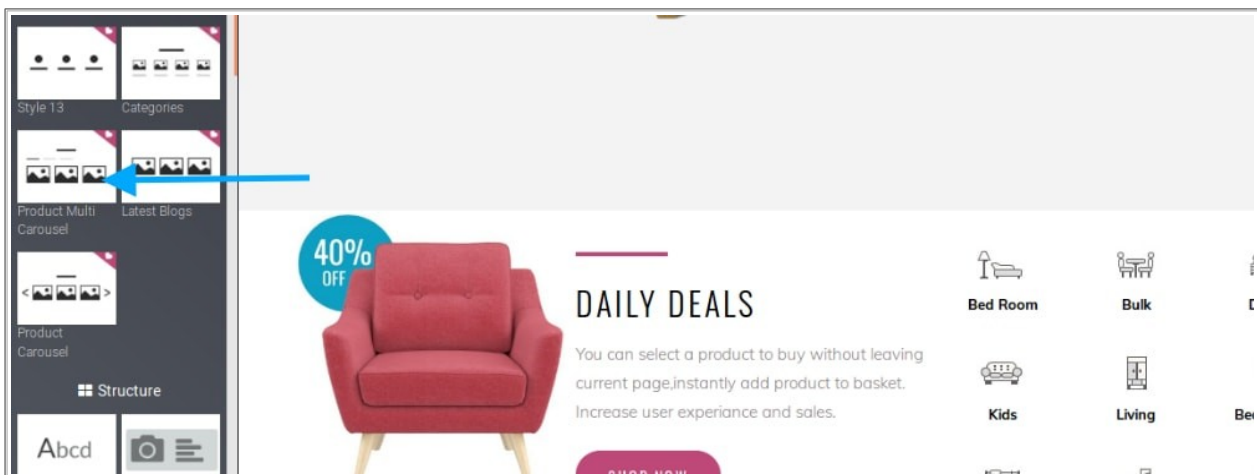 Style 13
Categories
Product Multi
Carousel
Latest Blogs
Product
Carousel
Structure
Abcd
40%
OFF
DAILY DEALS
You can select a product to buy without leaving
current page,instantly add product to basket.
Increase user experiance and sales.
SHOP NOW
Bed Room
Bulk
Kids
Living